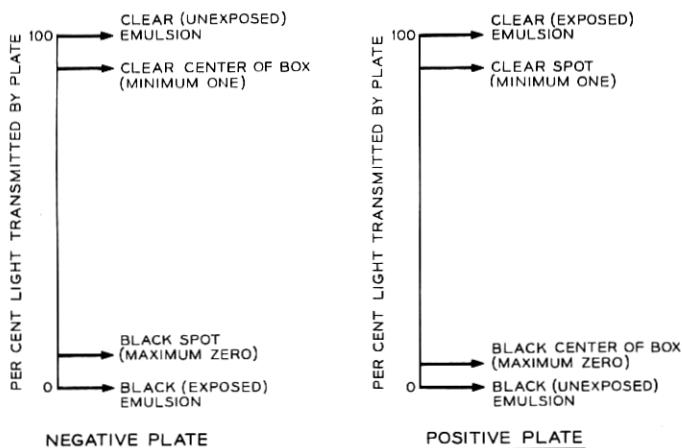 PER CENT LIGHT TRANSMITTED BY PLATE
100
CLEAR (UNEXPOSED)
EMULSION
CLEAR CENTER OF BOX
(MINIMUM ONE)
BLACK SPOT
(MAXIMUM ZERO)
0
BLACK (EXPOSED)
EMULSION
NEGATIVE PLATE
PER CENT LIGHT TRANSMITTED BY PLATE
100
CLEAR (EXPOSED)
EMULSION
CLEAR SPOT
(MINIMUM ONE)
BLACK CENTER OF BOX
(MAXIMUM ZERO)
0
BLACK (UNEXPOSED)
EMULSION
POSITIVE PLATE